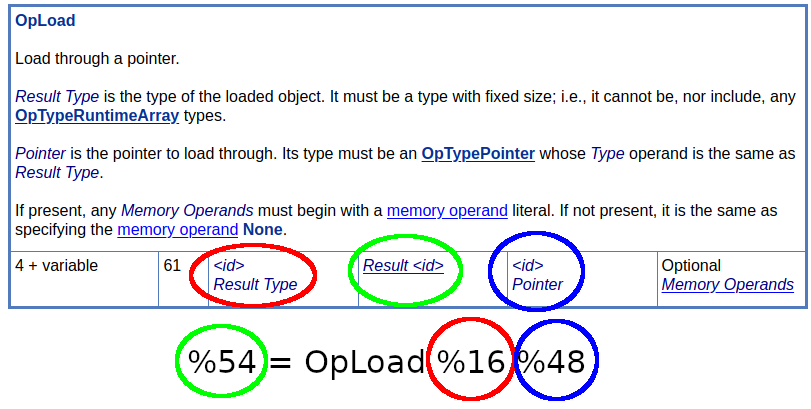 OpLoad
Load through a pointer.
Result Type is the type of the loaded object. It must be a type with fixed size; i.e., it cannot be, nor include, any
OpTypeRuntimeArray types.
Pointer is the pointer to load through. Its type must be an OpTypePointer whose Type operand is the same as
Result Type.
If present, any Memory Operands must begin with a memory operand literal. If not present, it is the same as
specifying the memory operand None.
4 + variable 61 <id> Result <id> <id> Optional
Result Type Pointer Memory Operands
%54 = OpLoad %16 %48